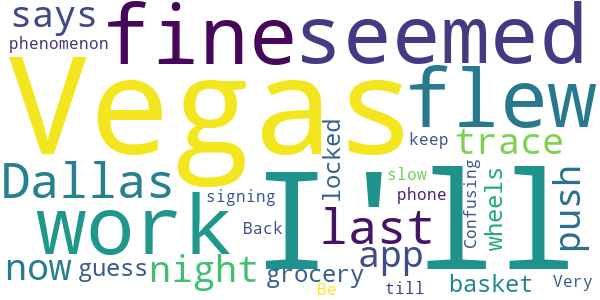 says
fine
seemed
phenomenon
Vegas
flew
trace
keep
locked
Dallas
I'll
slow
Confusing
wheels
push
work
signing
phone
last
Back
app
now
guess
night
grocery
basket
Very
Be
till